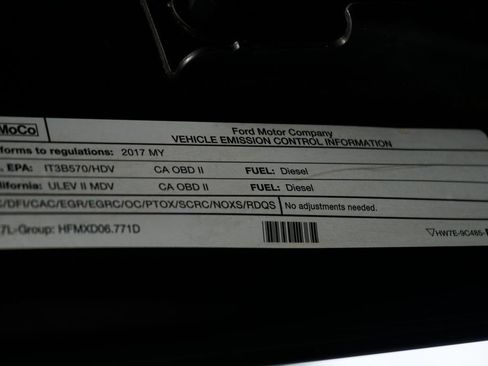 MoCo
Ford Motor Company
VEHICLE EMISSION CONTROL INFORMATION
forms to regulations: 2017 MY
EPA: IT3B570/HDV CA OBD II FUEL: Diesel
alifornia: ULEV II MDV CA OBD II FUEL: Diesel
/DFI/CAC/EGR/EGRC/OC/PTOX/SCRC/NOXS/RDQS No adjustments needed.
7L-Group: HFMXD06.771D
HW7E-9C485-